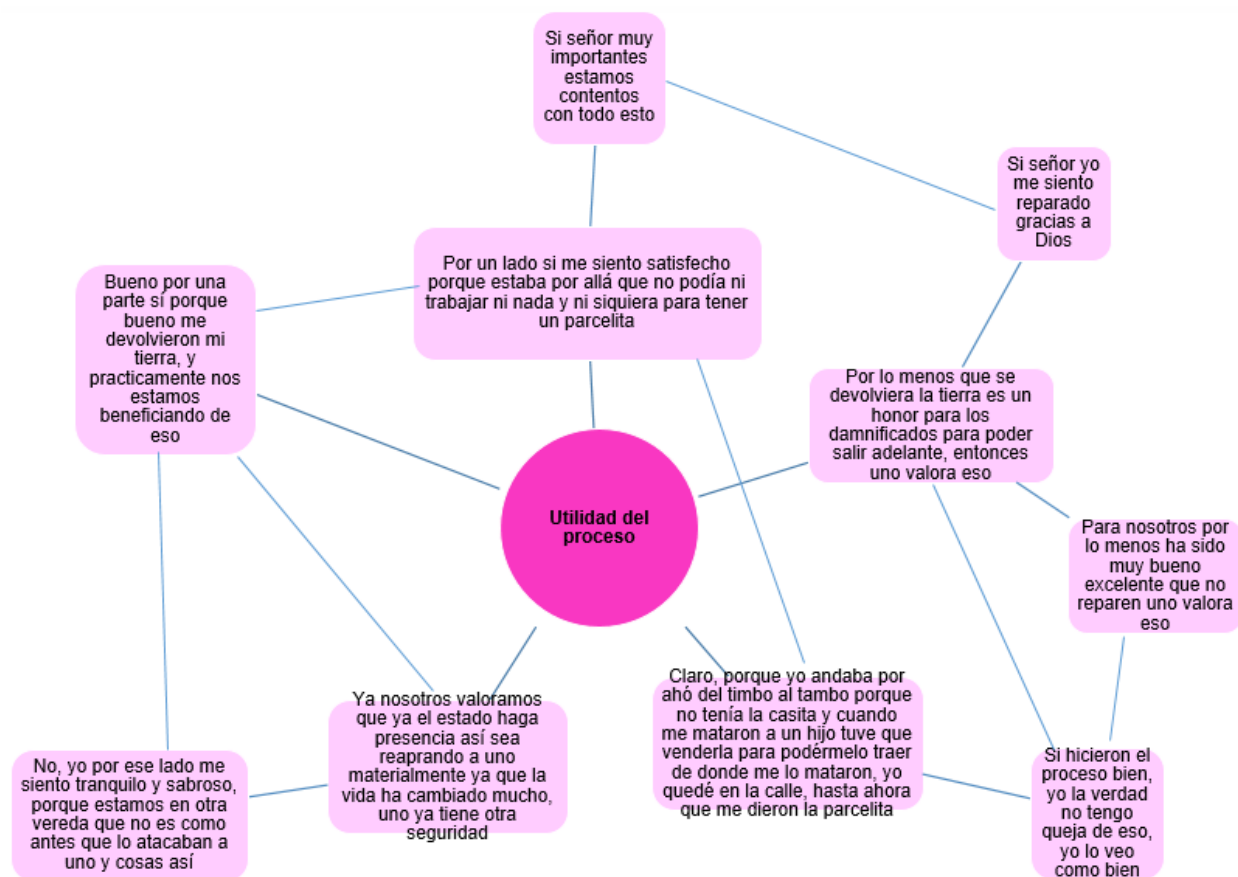 Si señor muy
importantes
estamos
contentos
con todo esto
Si señor yo
me siento
reparado
gracias a
Dios
Por un lado si me siento satisfecho
porque estaba por allá que no podía ni
trabajar ni nada y ni siquiera para tener
un parcelita
Bueno por una
parte sí porque
bueno me
devolvieron mi
tierra, y
practicamente nos
estamos
beneficiando de
eso
Por lo menos que se
devolviera la tierra es un
honor para los
damnificados para poder
salir adelante, entonces
uno valora eso
Utilidad del
proceso
Para nosotros por
lo menos ha sido
muy bueno
excelente que no
reparen uno valora
eso
Claro, porque yo andaba por
ahó del timbo al tambo porque
no tenía la casita y cuando
me mataron a un hijo tuve que
venderla para podérmelo traer
de donde me lo mataron, yo
quedé en la calle, hasta ahora
que me dieron la parcelita
Ya nosotros valoramos
que ya el estado haga
presencia así sea
reaprando a uno
materialmente ya que la
vida ha cambiado mucho,
uno ya tiene otra
seguridad
No, yo por ese lado me
siento tranquilo y sabroso,
porque estamos en otra
vereda que no es como
antes que lo atacaban a
uno y cosas así
Si hicieron el
proceso bien,
yo la verdad
no tengo
queja de eso,
yo lo veo
como bien